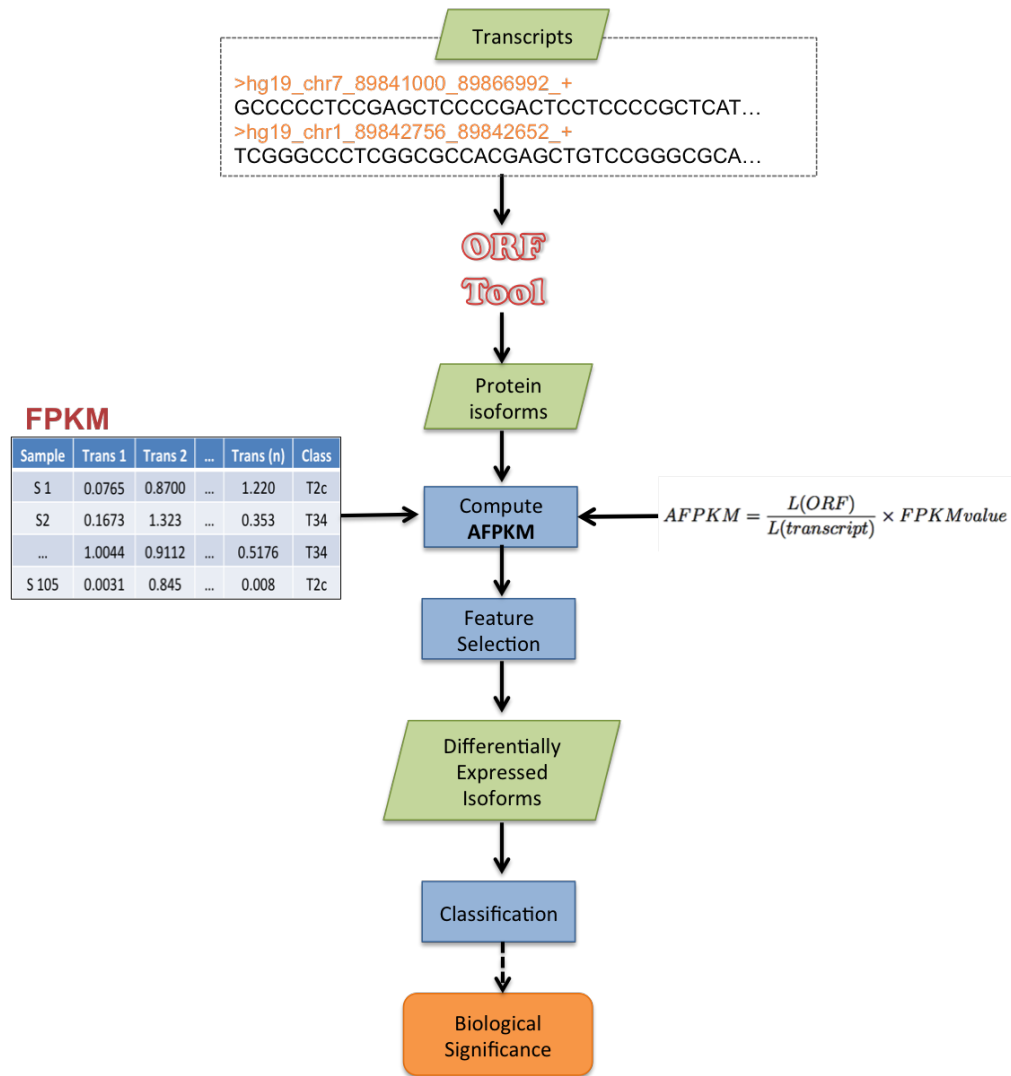 Transcripts
>hg19_chr7_89841000_89866992_+
GCCCCCTCCGAGCTCCCCGACTCCTCCCCGCTCAT…
>hg19_chr1_89842756_89842652_+
TCGGGCCCTCGGCGCCACGAGCTGTCCGGGCGCA…
ORF
Tool
Protein
isoforms
FPKM
Sample Trans 1 Trans 2 ... Trans (n) Class
S 1 0.0765 0.8700 ... 1.220 T2c
S2 0.1673 1.323 ... 0.353 T34
... 1.0044 0.9112 ... 0.5176 T34
S 105 0.0031 0.845 ... 0.008 T2c
Compute
AFPKM
AFPKM = L(ORF) / L(transcript) × FPKMvalue
Feature
Selection
Differentially
Expressed
Isoforms
Classification
Biological
Significance